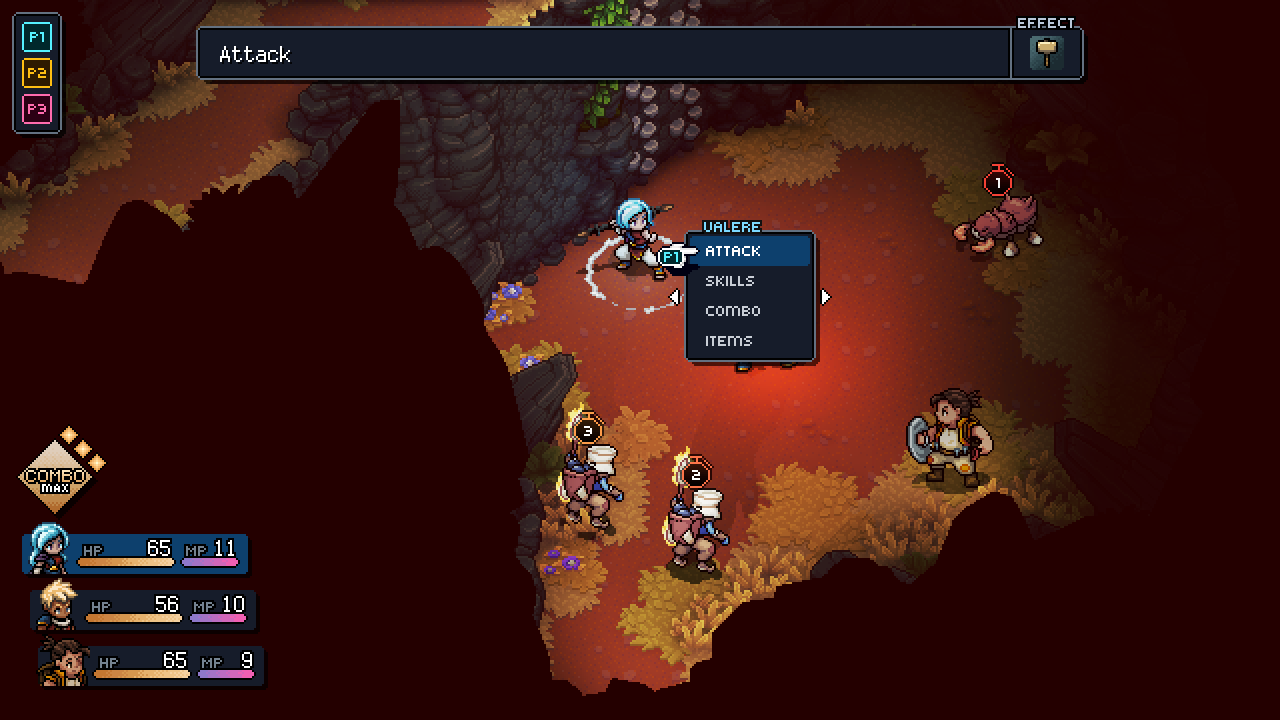 P1
P2
P3
Attack
EFFECT
1
VALERE
P1
ATTACK
SKILLS
COMBO
ITEMS
3
2
COMBO
MAX
HP 65 MP 11
HP 56 MP 10
HP 65 MP 9